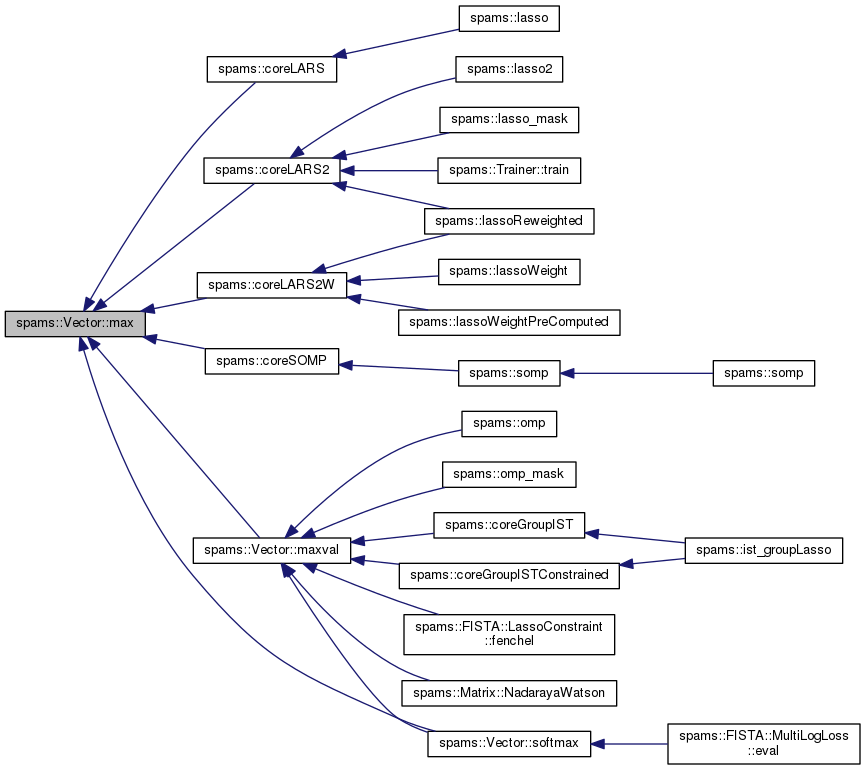 spams::lasso
spams::coreLARS
spams::lasso2
spams::lasso_mask
spams::coreLARS2
spams::Trainer::train
spams::lassoReweighted
spams::lassoWeight
spams::coreLARS2W
spams::lassoWeightPreComputed
spams::Vector::max
spams::coreSOMP
spams::somp
spams::somp
spams::omp
spams::omp_mask
spams::coreGroupIST
spams::Vector::maxval
spams::ist_groupLasso
spams::coreGroupISTConstrained
spams::FISTA::LassoConstraint
::fenchel
spams::Matrix::NadarayaWatson
spams::Vector::softmax
spams::FISTA::MultiLogLoss
::eval